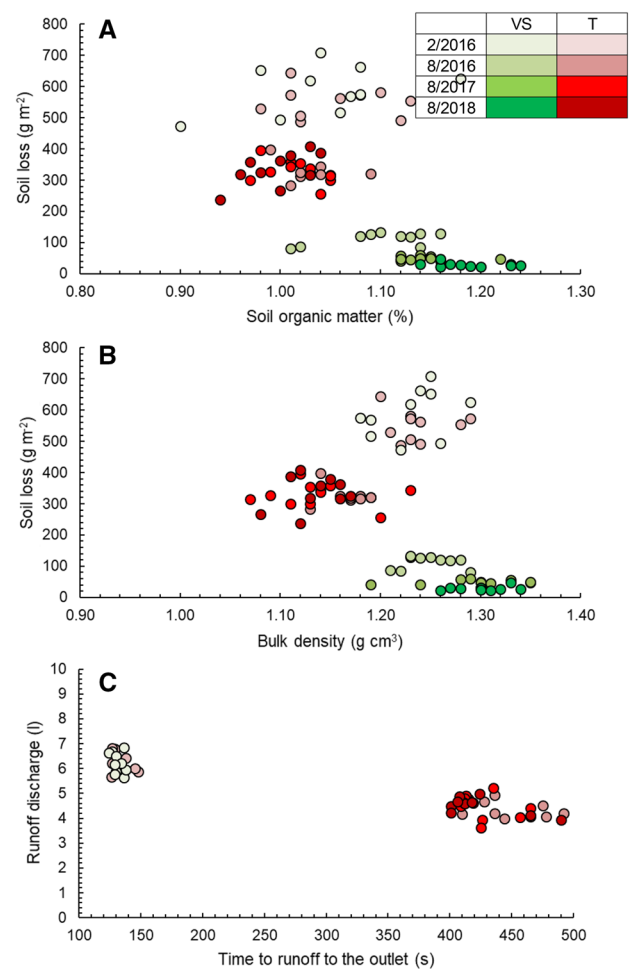 A
VS T
2/2016
8/2016
8/2017
8/2018
800
700
600
500
400
300
200
100
0
0.80 0.90 1.00 1.10 1.20 1.30
Soil loss (g m⁻²)
Soil organic matter (%)
B
800
700
600
500
400
300
200
100
0
0.90 1.00 1.10 1.20 1.30 1.40
Soil loss (g m⁻²)
Bulk density (g cm³)
C
10
9
8
7
6
5
4
3
2
1
0
100 150 200 250 300 350 400 450 500
Runoff discharge (l)
Time to runoff to the outlet (s)